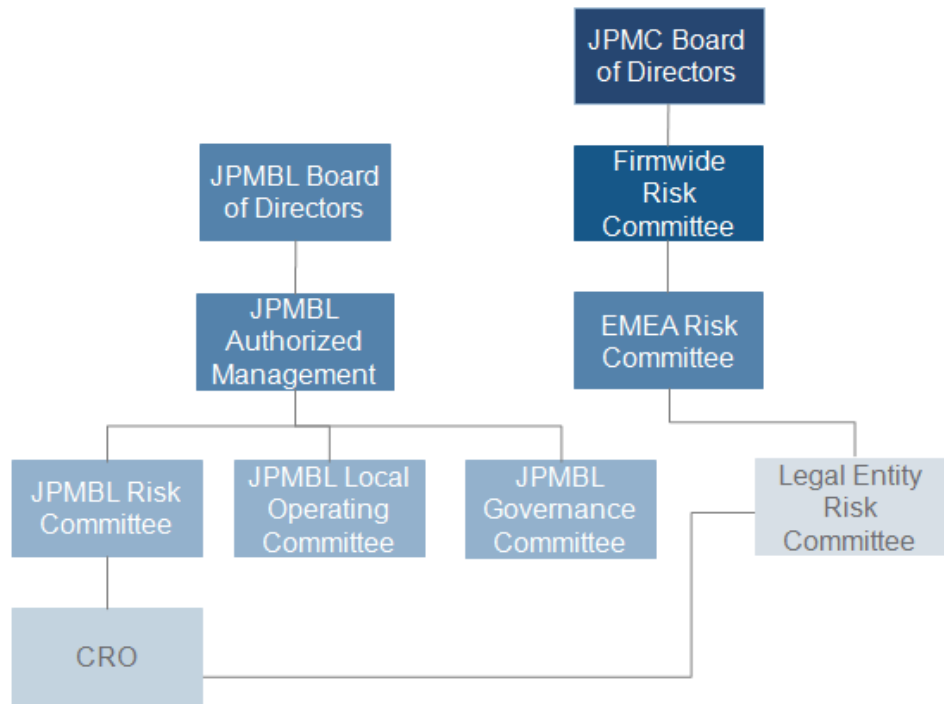 JPMC Board
of Directors
JPMBL Board
of Directors
Firmwide
Risk
Committee
JPMBL
Authorized
Management
EMEA Risk
Committee
JPMBL Risk
Committee
JPMBL Local
Operating
Committee
JPMBL
Governance
Committee
Legal Entity
Risk
Committee
CRO